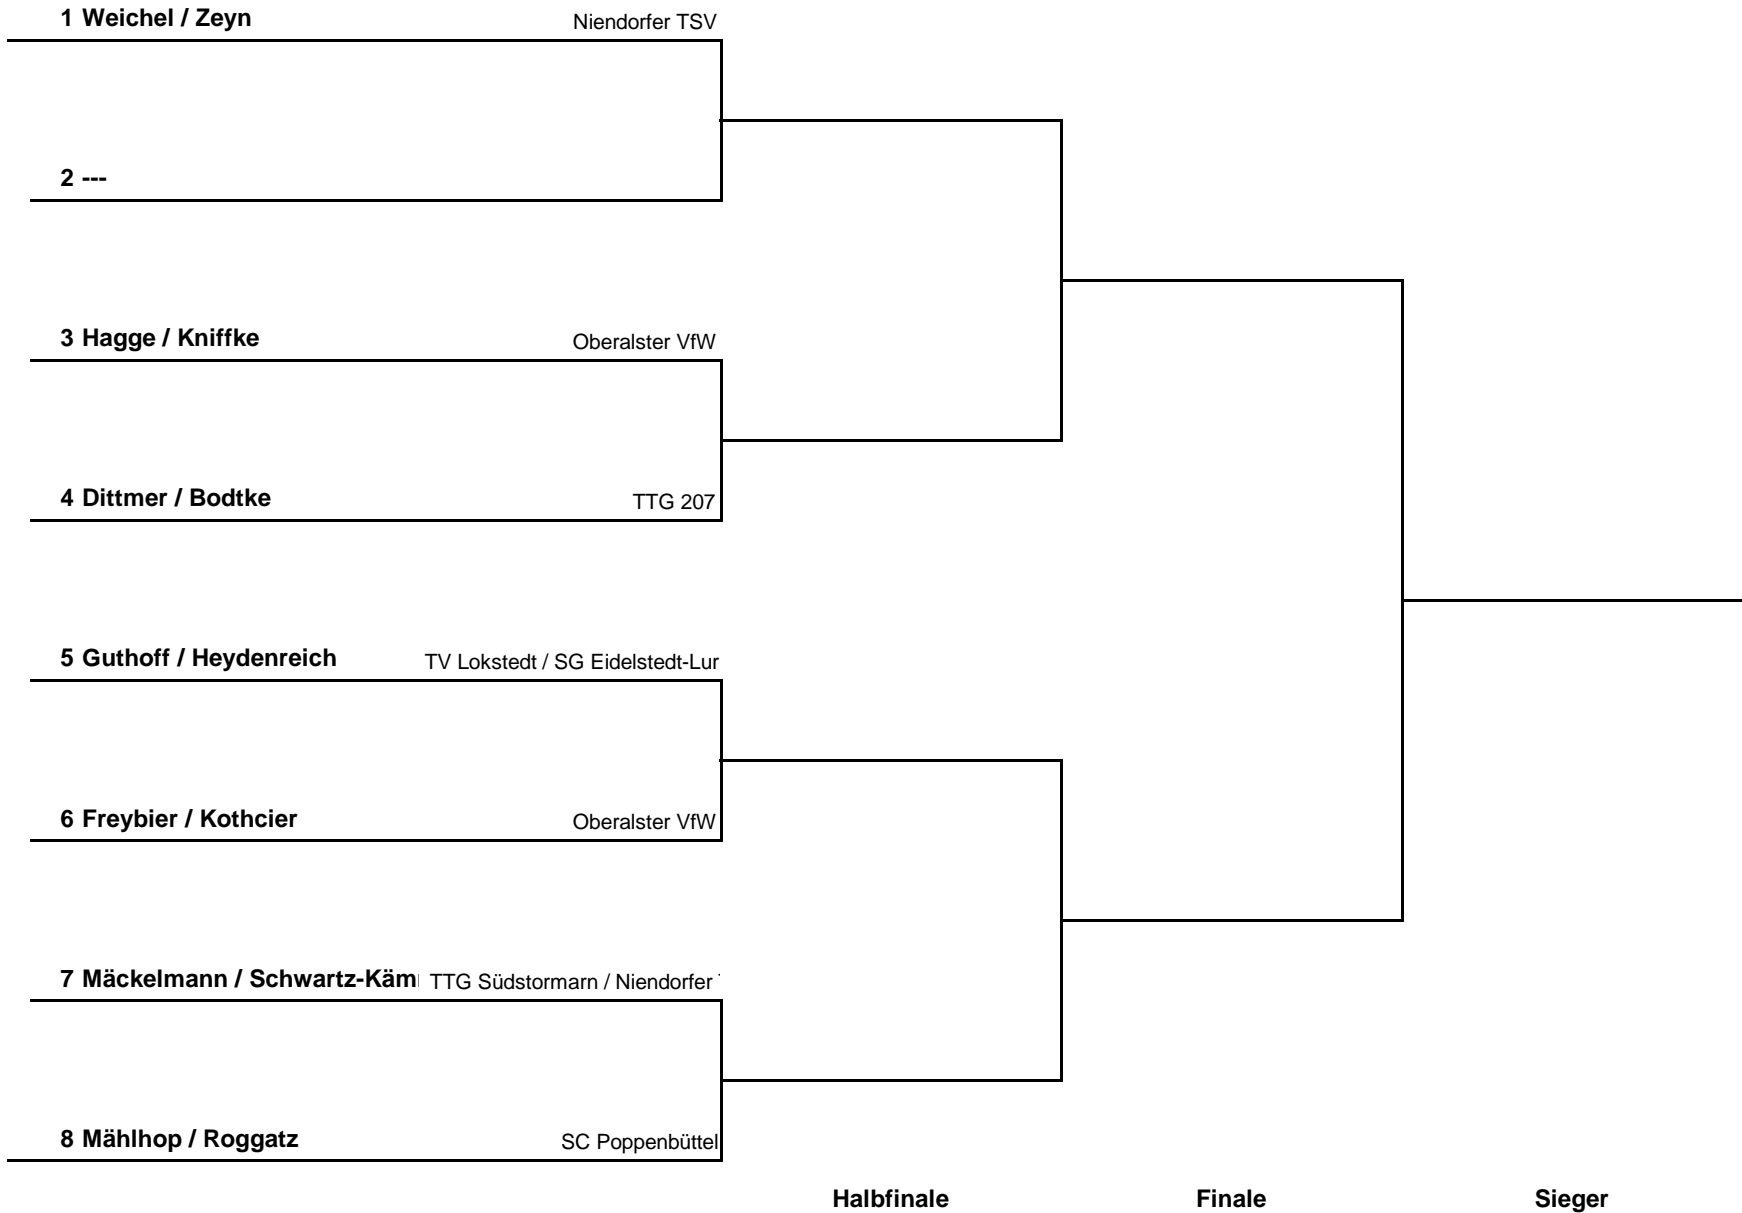 1 Weichel / Zeyn Niendorfer TSV
2 ---
3 Hagge / Kniffke Oberalster VfW
4 Dittmer / Bodtke TTG 207
5 Guthoff / Heydenreich TV Lokstedt / SG Eidelstedt-Lur
6 Freybier / Kothcier Oberalster VfW
7 Mäckelmann / TTG Südstormarn / Niendorfer
8 Mählhop / Roggatz SC Poppenbüttel
Halbfinale Finale Sieger